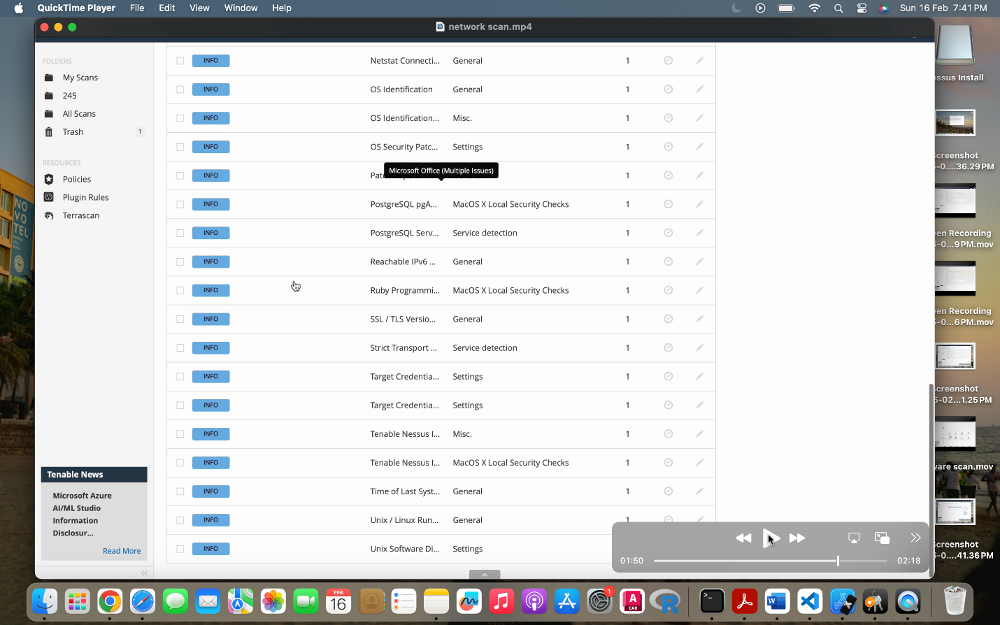 QuickTime Player File Edit View Window Help Sun 16 Feb 7:41 PM
network scan.mp4
FOLDERS
My Scans
245
All Scans
Trash 1
RESOURCES
Policies
Plugin Rules
Terrascan
Tenable News
Microsoft Azure
AI/ML Studio
Information
Disclosur...
Read More
INFO Netstat Connecti... General 1
INFO OS Identification General 1
INFO OS Identification... Misc. 1
INFO OS Security Patc... Settings 1
Microsoft Office (Multiple Issues)
INFO 1
INFO PostgreSQL pgA... MacOS X Local Security Checks 1
INFO PostgreSQL Serv... Service detection 1
INFO Reachable IPv6 ... General 1
INFO Ruby Programmi... MacOS X Local Security Checks 1
INFO SSL / TLS Versio... General 1
INFO Strict Transport ... Service detection 1
INFO Target Credentia... Settings 1
INFO Target Credentia... Settings 1
INFO Tenable Nessus I... Misc. 1
INFO Tenable Nessus I... MacOS X Local Security Checks 1
INFO Time of Last Syst... General 1
INFO Unix / Linux Run... General 1
INFO Unix Software Di... Settings
01:50 02:18
ssus Install
creenshot
-0....36.29 PM
en Recording
-0...9 PM.mov
en Recording
-0...6 PM.mov
creenshot
5-02...1.25 PM
are scan.mov
creenshot
-0....41.36 PM
NOVOTEL
FEB
16
1
A
CAD
R
W